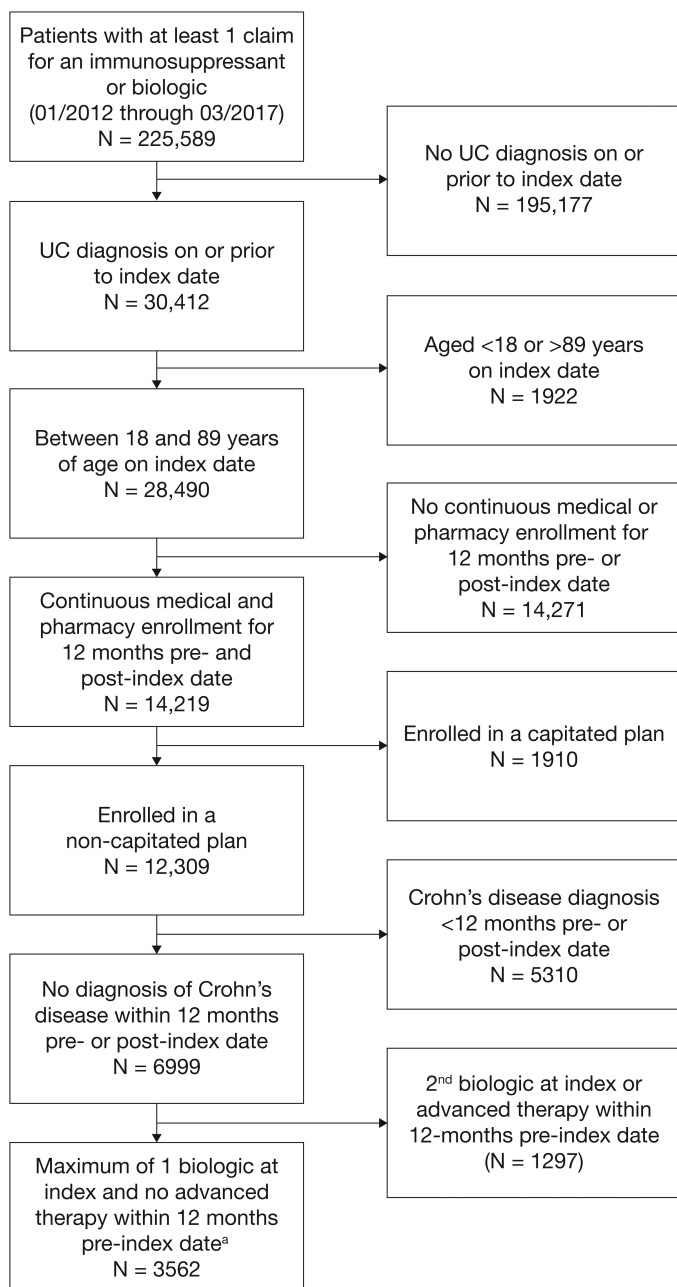 Patients with at least 1 claim
for an immunosuppressant
or biologic
(01/2012 through 03/2017)
N = 225,589
No UC diagnosis on or
prior to index date
N = 195,177
UC diagnosis on or prior
to index date
N = 30,412
Aged <18 or >89 years
on index date
N = 1922
Between 18 and 89 years
of age on index date
N = 28,490
No continuous medical or
pharmacy enrollment for
12 months pre- or
post-index date
N = 14,271
Continuous medical and
pharmacy enrollment for
12 months pre- and
post-index date
N = 14,219
Enrolled in a capitated plan
N = 1910
Enrolled in a
non-capitated plan
N = 12,309
Crohn's disease diagnosis
<12 months pre- or
post-index date
N = 5310
No diagnosis of Crohn's
disease within 12 months
pre- or post-index date
N = 6999
2nd biologic at index or
advanced therapy within
12-months pre-index date
(N = 1297)
Maximum of 1 biologic at
index and no advanced
therapy within 12 months
pre-index datea
N = 3562